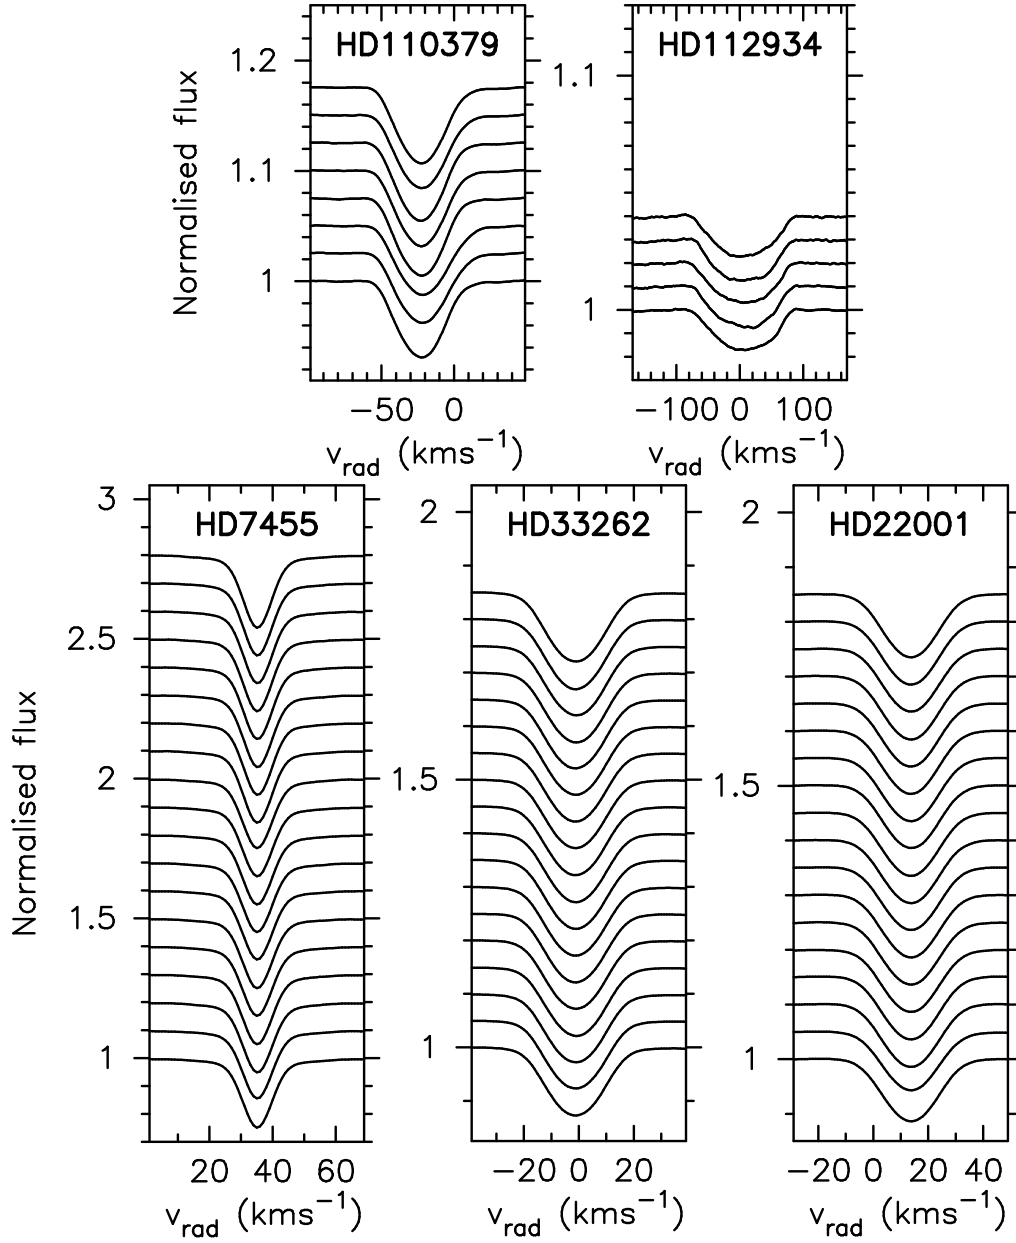 HD110379
HD112934
Normalised flux
1.2
1.1
1
1.1
1
−50 0
−100 0 100
v_rad (kms^−1)
v_rad (kms^−1)
HD7455
HD33262
HD22001
Normalised flux
3
2.5
2
1.5
1
2
1.5
1
2
1.5
1
20 40 60
−20 0 20
−20 0 20 40
v_rad (kms^−1)
v_rad (kms^−1)
v_rad (kms^−1)